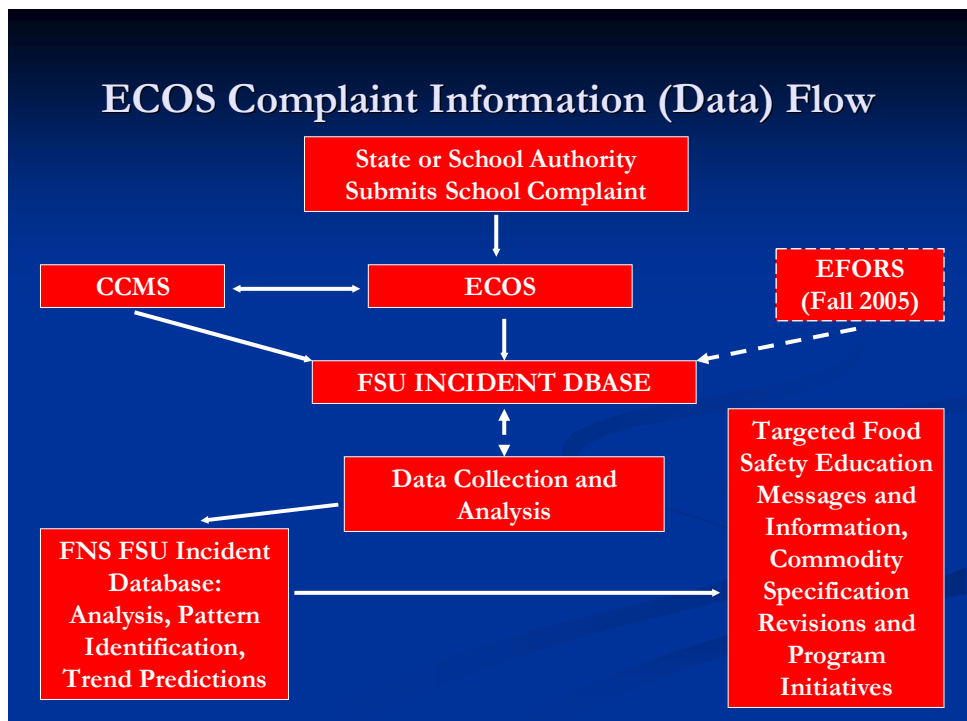 ECOS Complaint Information (Data) Flow
State or School Authority
Submits School Complaint
CCMS
ECOS
EFORS
(Fall 2005)
FSU INCIDENT DBASE
Data Collection and
Analysis
Targeted Food
Safety Education
Messages and
Information,
Commodity
Specification
Revisions and
Program
Initiatives
FNS FSU Incident
Database:
Analysis, Pattern
Identification,
Trend Predictions